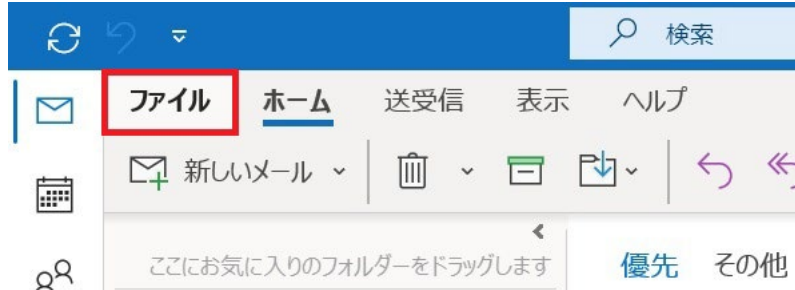 検索
ファイル ホーム 送受信 表示 ヘルプ
新しいメール
ここにお気に入りのフォルダーをドラッグします
優先 その他